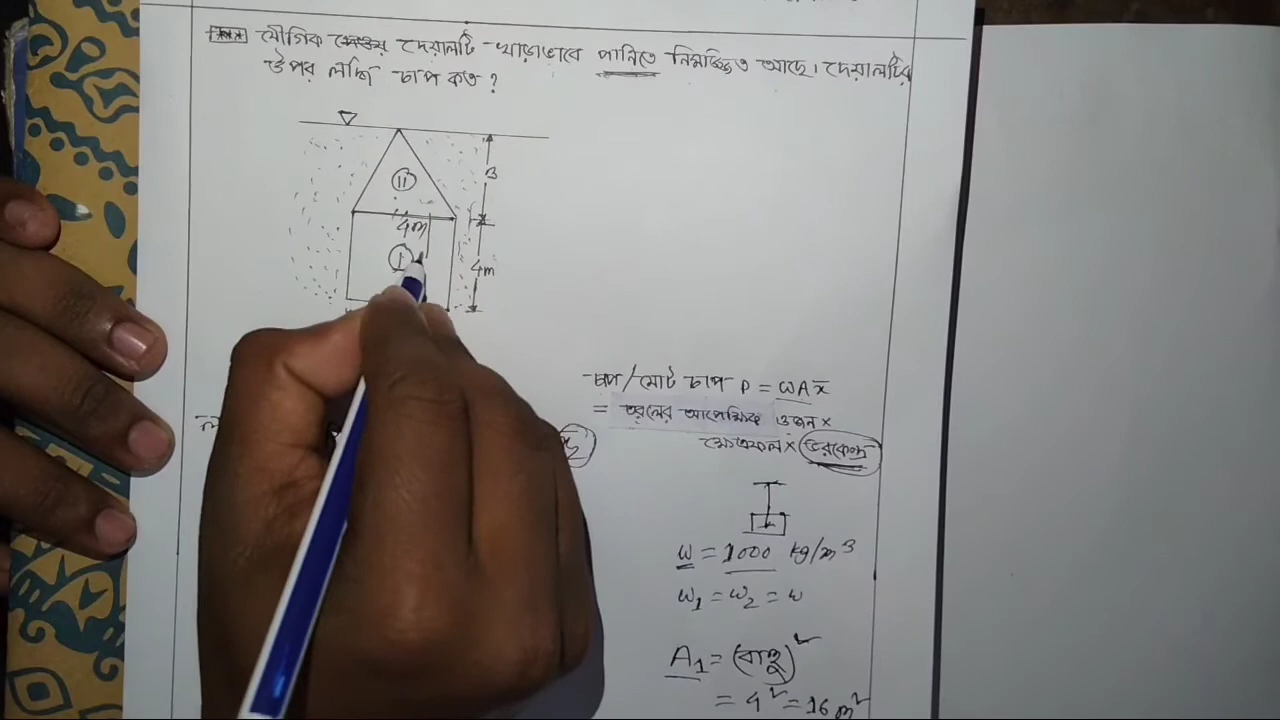 যৌগিক দেয়ালটি খাড়াভাবে পানিতে নিমজ্জিত আছে। দেয়ালটির
উপর লব্ধি চাপ কত ?
3
II
4m
I
4m
চাপ/মোট চাপ P = ωAx̄
= তরলের আপেক্ষিক ওজন ×
ক্ষেত্রফল × ভরকেন্দ্র
ω = 1000 kg/m³
ω₁ = ω₂ = ω
A₁ = (বাহু)²
= 4² = 16 m²